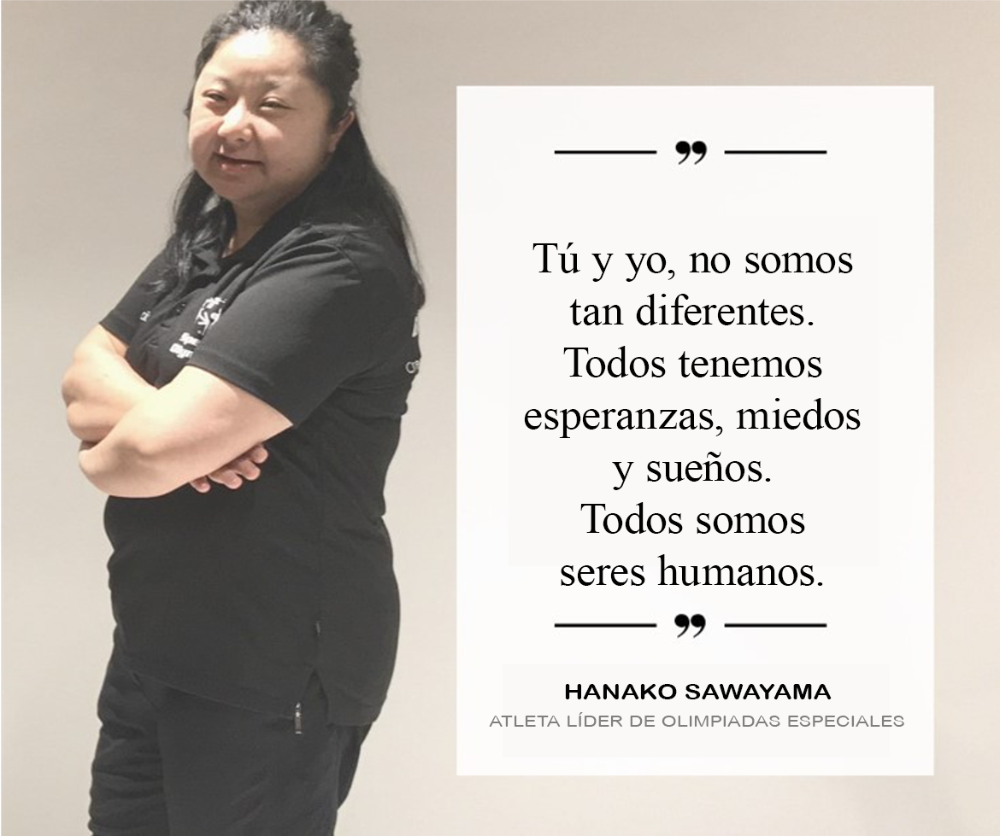 ”
Tú y yo, no somos
tan diferentes.
Todos tenemos
esperanzas, miedos
y sueños.
Todos somos
seres humanos.
”
HANAKO SAWAYAMA
ATLETA LÍDER DE OLIMPIADAS ESPECIALES